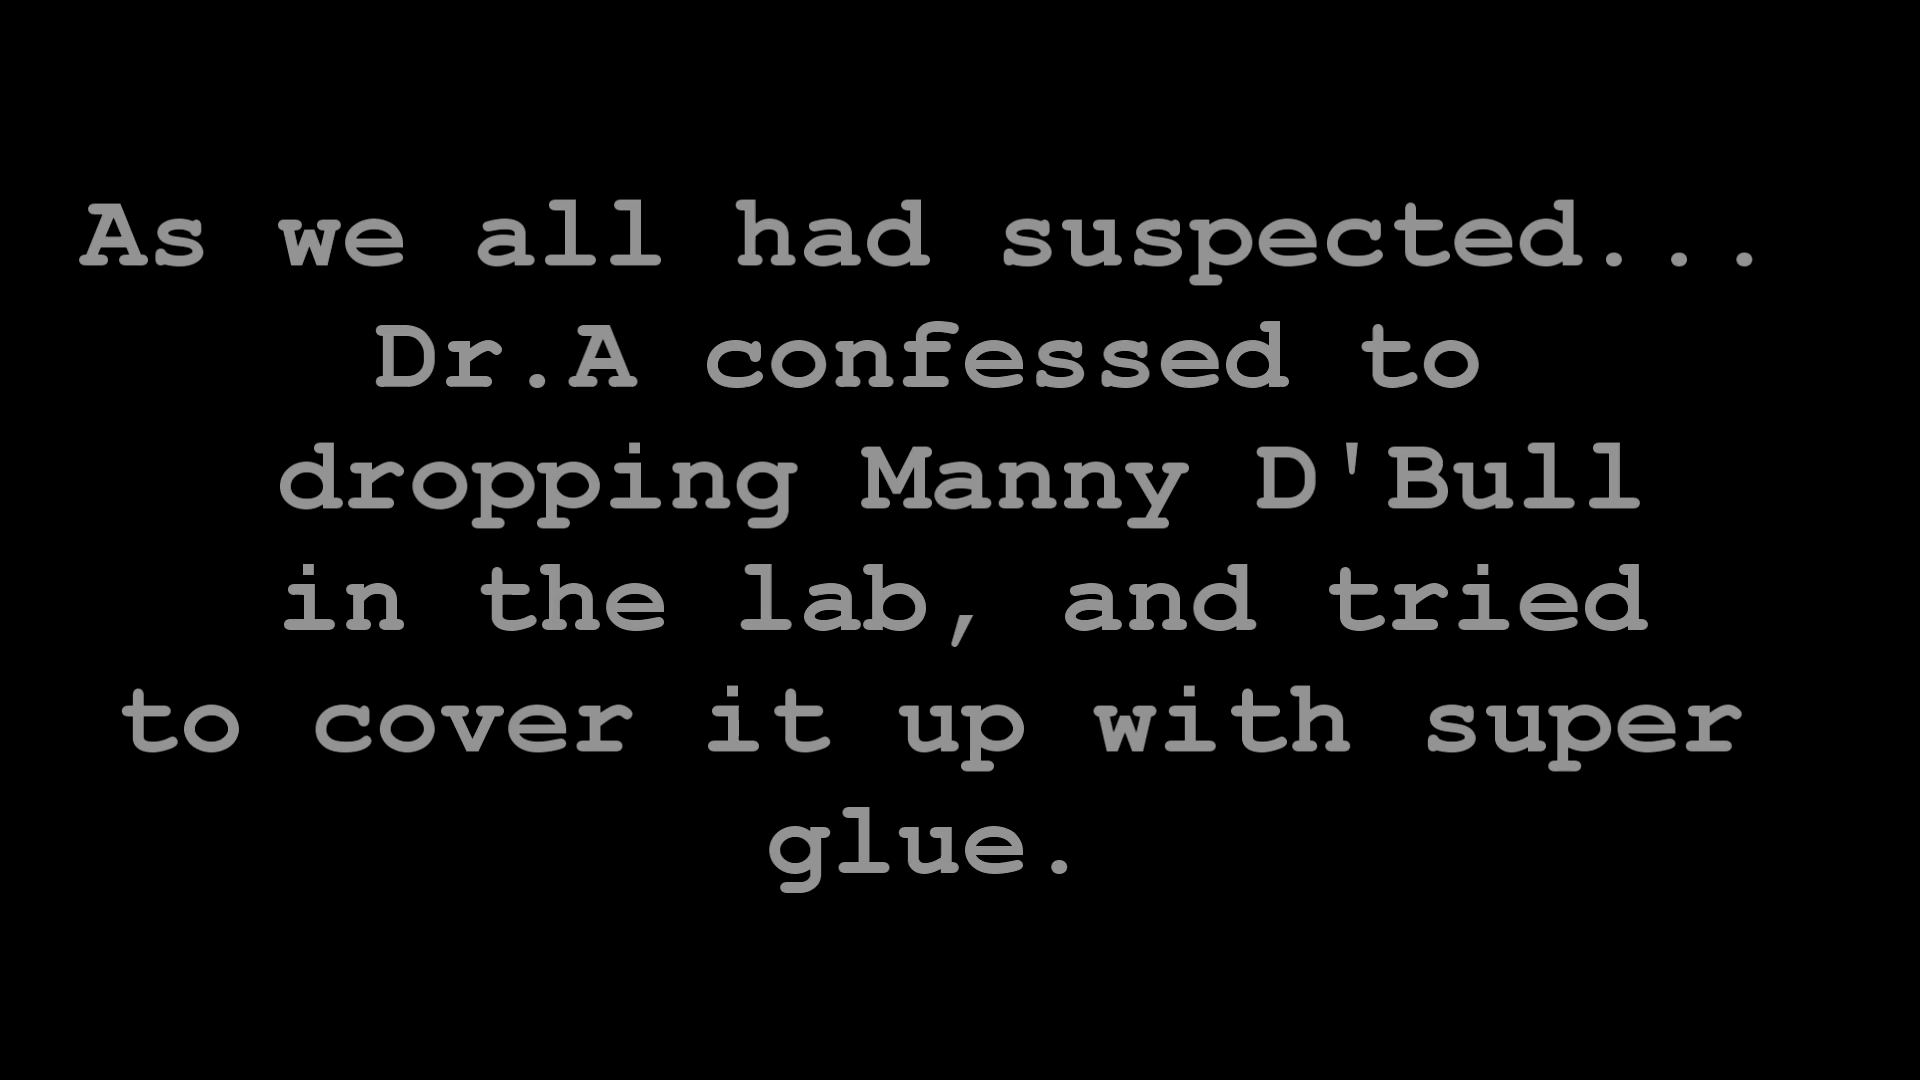 As we all had suspected...
Dr.A confessed to
dropping Manny D'Bull
in the lab, and tried
to cover it up with super
glue.